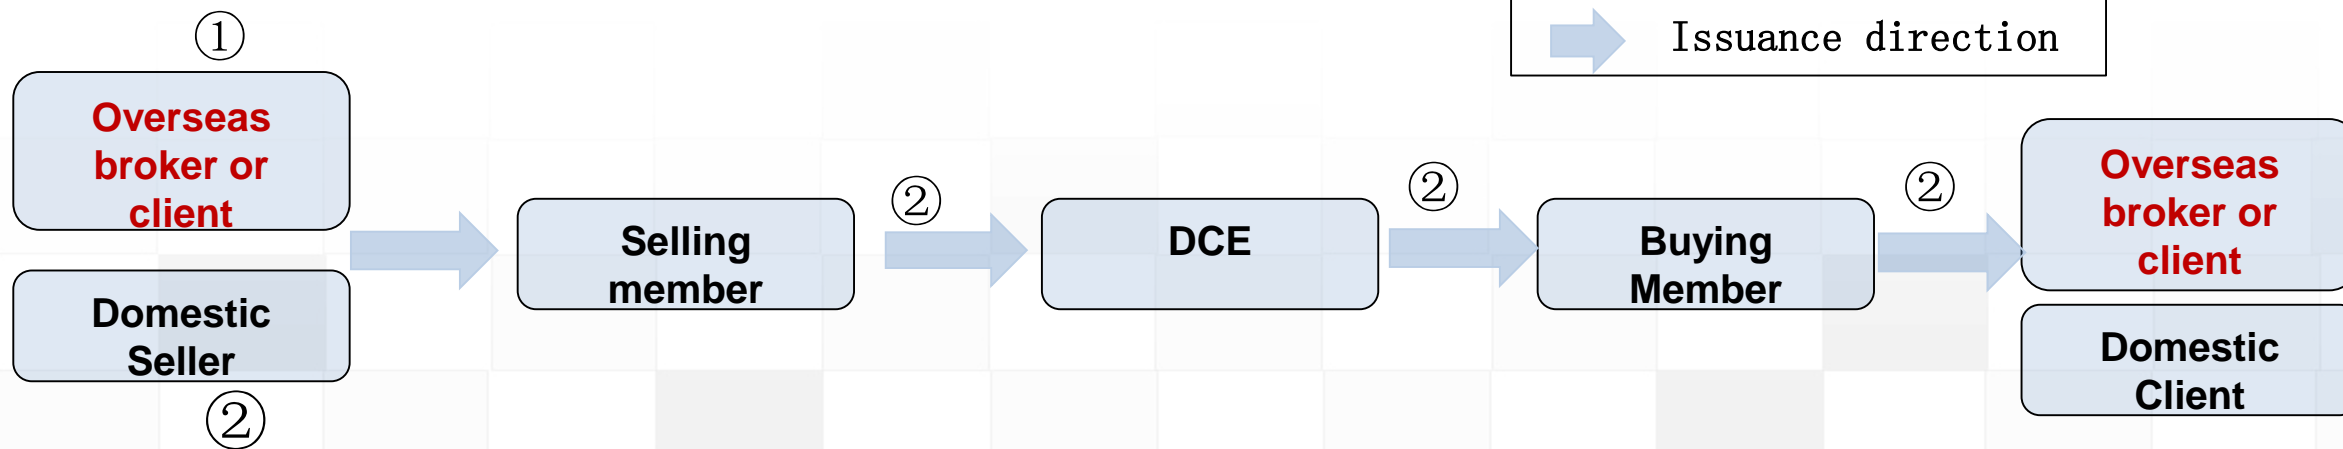 ①
Issuance direction
Overseas
broker or
client
Domestic
Seller
②
Selling
member
②
DCE
②
Buying
Member
②
Overseas
broker or
client
Domestic
Client